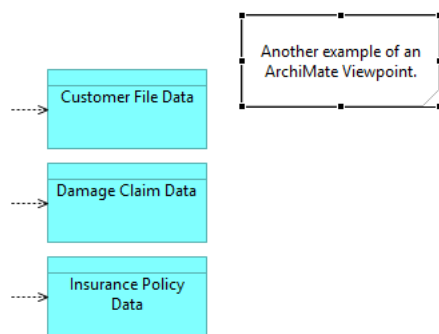 Another example of an
ArchiMate Viewpoint.
Customer File Data
Damage Claim Data
Insurance Policy
Data